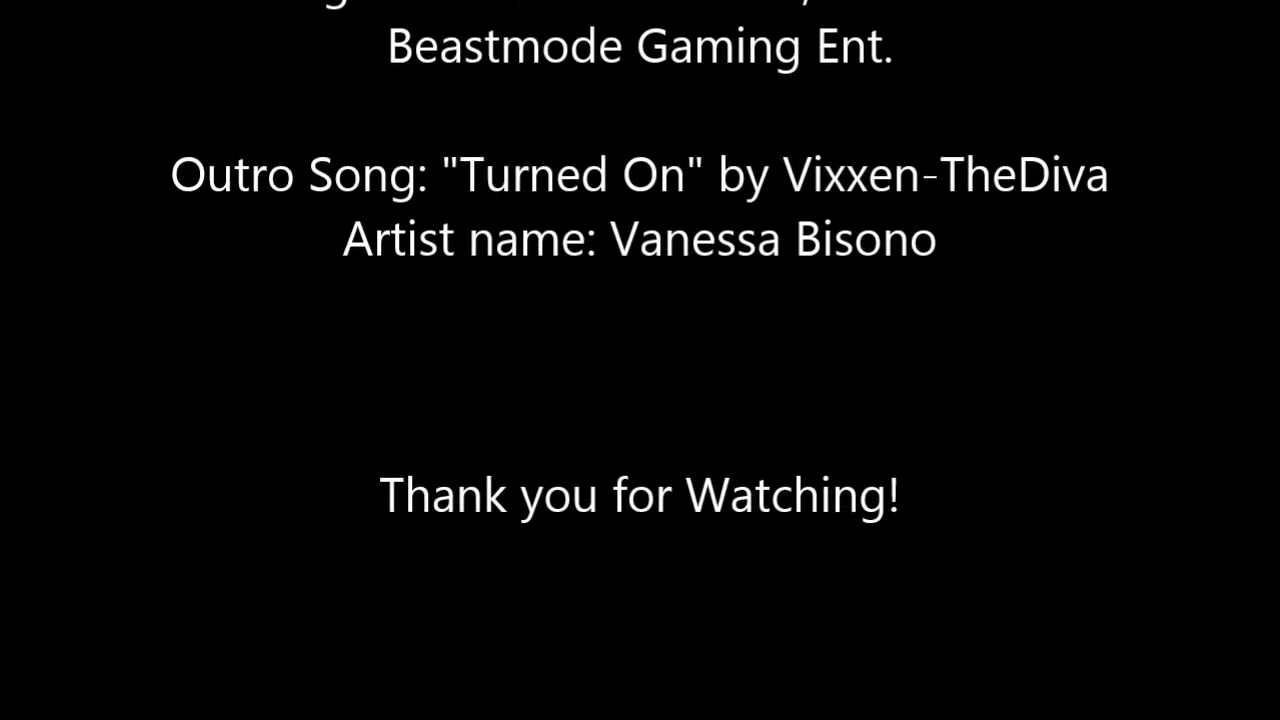 Beastmode Gaming Ent.
Outro Song: "Turned On" by Vixxen-TheDiva
Artist name: Vanessa Bisono
Thank you for Watching!